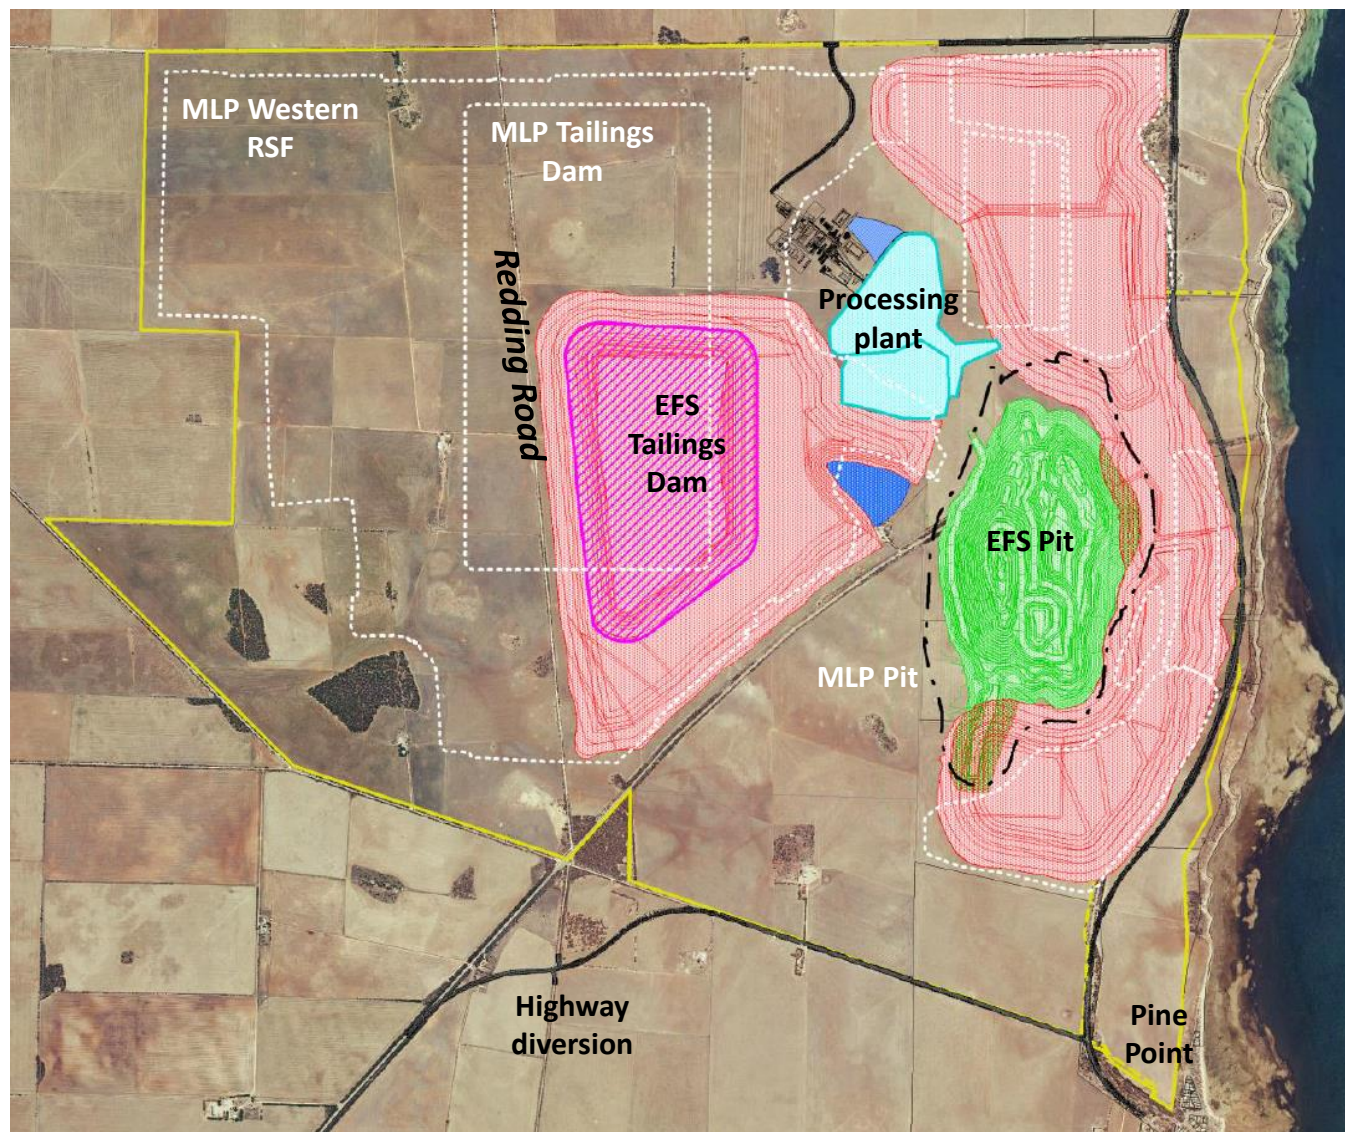 MLP Western
RSF
MLP Tailings
Dam
Redding Road
Processing
plant
EFS
Tailings
Dam
EFS Pit
MLP Pit
Highway
diversion
Pine
Point